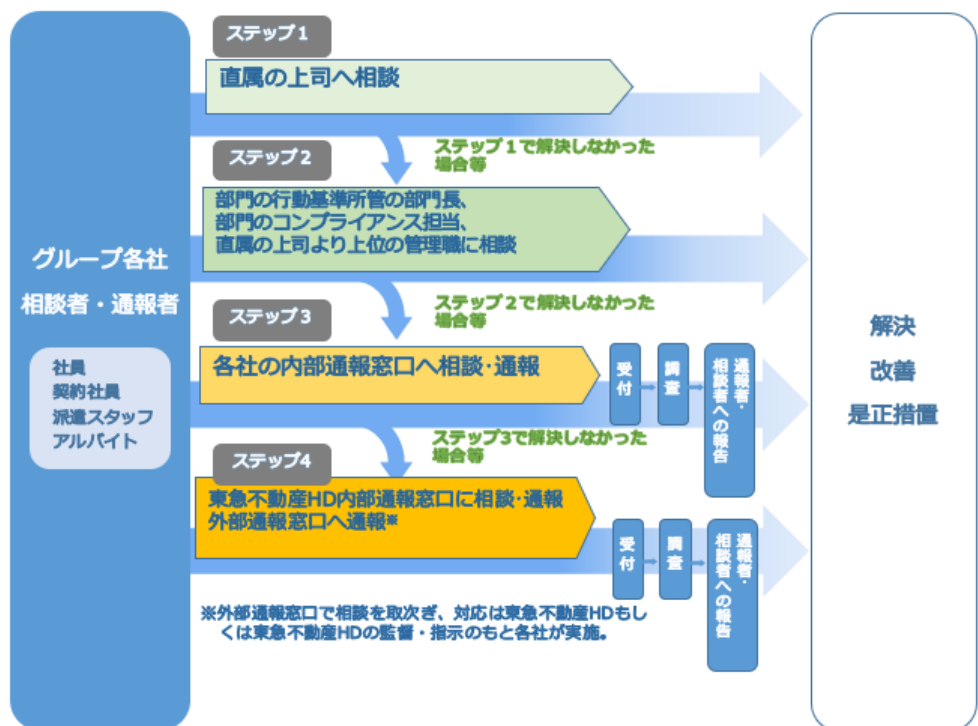 グループ各社
相談者・通報者
社員
契約社員
派遣スタッフ
アルバイト
ステップ１
直属の上司へ相談
ステップ１で解決しなかった
場合等
ステップ２
部門の行動基準所管の部門長、
部門のコンプライアンス担当、
直属の上司より上位の管理職に相談
ステップ２で解決しなかった
場合等
ステップ３
各社の内部通報窓口へ相談･通報
受付
調査
通報者・
相談者への報告
ステップ3で解決しなかった
場合等
ステップ4
東急不動産HD内部通報窓口に相談･通報
外部通報窓口へ通報※
受付
調査
通報者・
相談者への報告
※外部通報窓口で相談を取次ぎ、対応は東急不動産HDもし
くは東急不動産HDの監督・指示のもと各社が実施。
解決
改善
是正措置